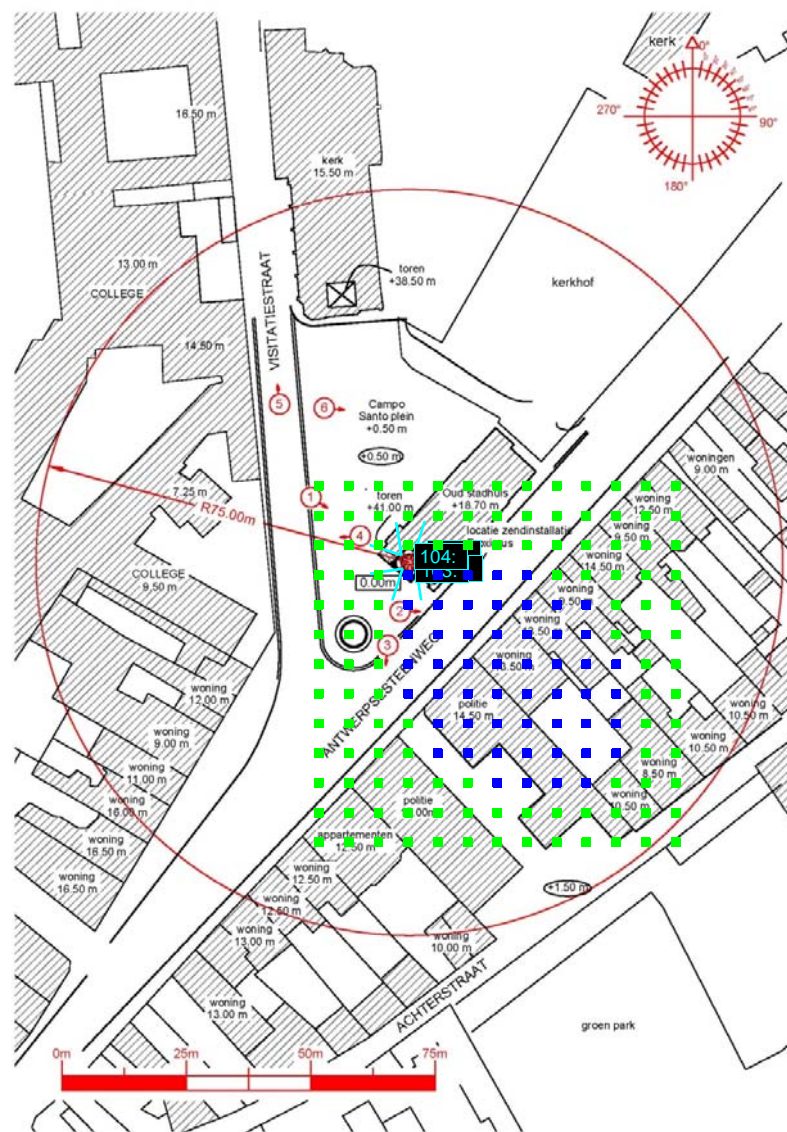 kerk
0°
270°
90°
180°
16.50 m
kerk
15.50 m
13.00 m
COLLEGE
VISITATIESTRAAT
toren
+38.50 m
kerkhof
14.50 m
5
6
Campo
Santo plein
+0.50 m
+0.50 m
woningen
9.00 m
7.25 m
R75.00m
1
toren
+41.00 m
Oud stadhuis
+18.70 m
woning
12.50 m
woning
9.50 m
4
locatie zendinstallatie
104:
woning
14.50 m
COLLEGE
9.50 m
0.00m
2
3
woning
woning
12.00 m
ANTWERPSESTEENWEG
politie
14.50 m
woning
10.50 m
woning
9.00 m
woning
10.50 m
woning
11.00 m
woning
8.50 m
woning
16.00 m
politie
woning
10.50 m
woning
16.50 m
appartementen
12.50 m
woning
16.50 m
woning
12.50 m
+1.50 m
woning
12.50 m
woning
13.00 m
woning
10.00 m
ACHTERSTRAAT
woning
13.00 m
groen park
0m 25m 50m 75m